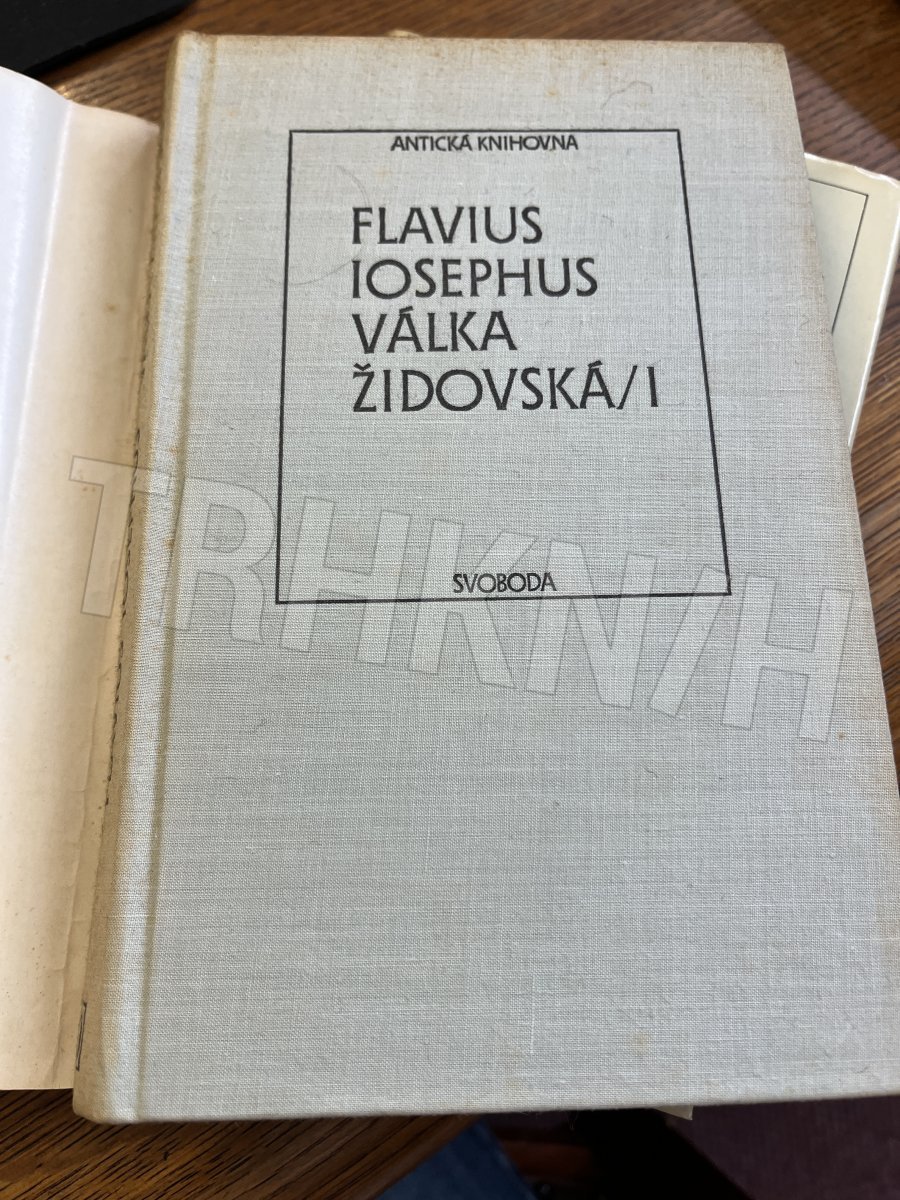 ANTICKÁ KNIHOVNA
FLAVIUS
IOSEPHUS
VÁLKA
ŽIDOVSKÁ/I
SVOBODA
TRHKNIH